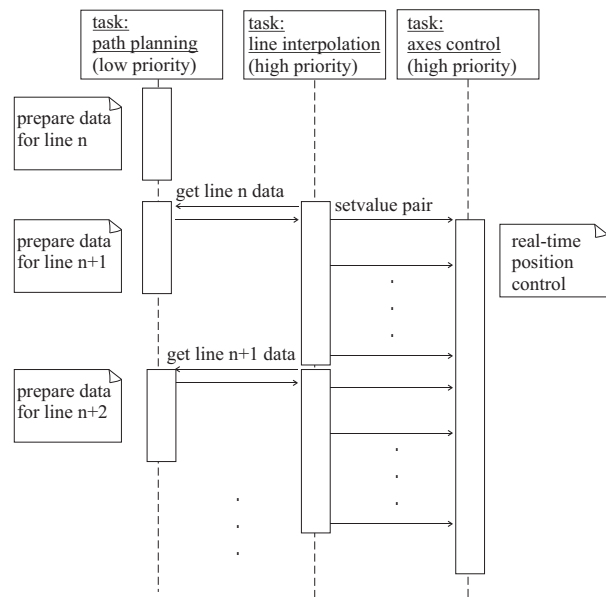 task:
path planning
(low priority)
task:
line interpolation
(high priority)
task:
axes control
(high priority)
prepare data
for line n
get line n data
setvalue pair
prepare data
for line n+1
real-time
position
control
get line n+1 data
prepare data
for line n+2